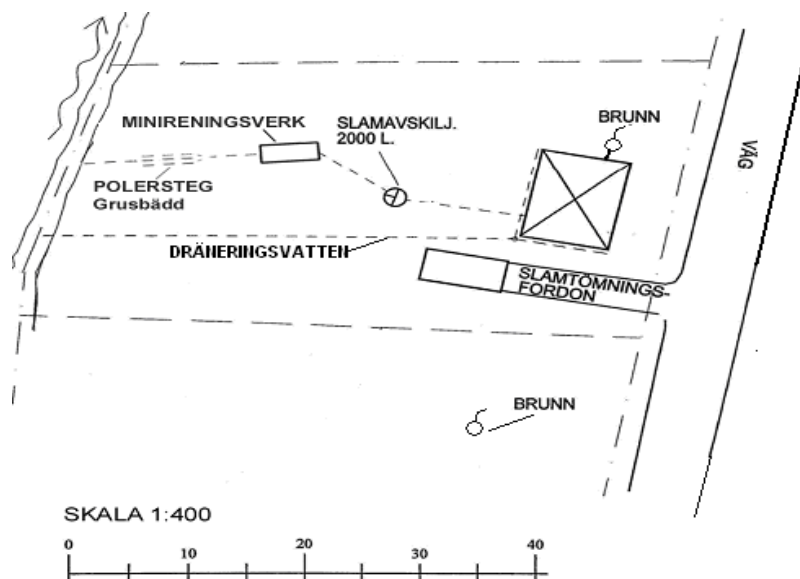 MINIRENINGSVERK
SLAMAVSKILJ.
2000 L.
BRUNN
VÄG
POLERSTEG
Grusbädd
DRÄNERINGSVATTEN
SLAMTÖMNINGS-
FORDON
BRUNN
SKALA 1:400
0 10 20 30 40